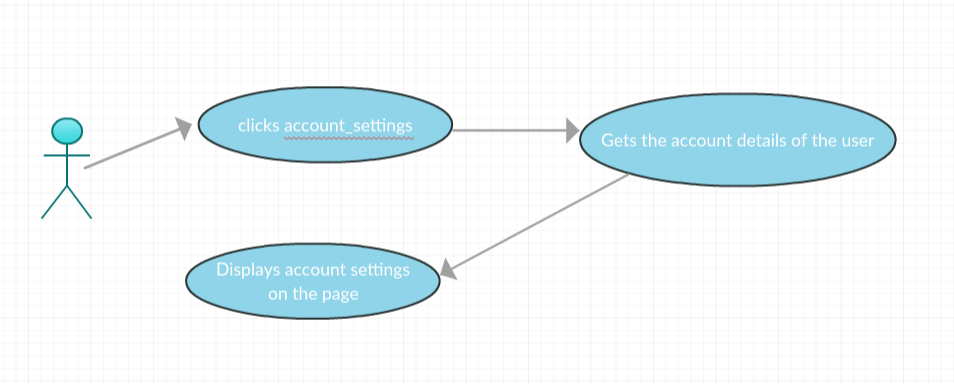 clicks account_settings
Gets the account details of the user
Displays account settings
on the page